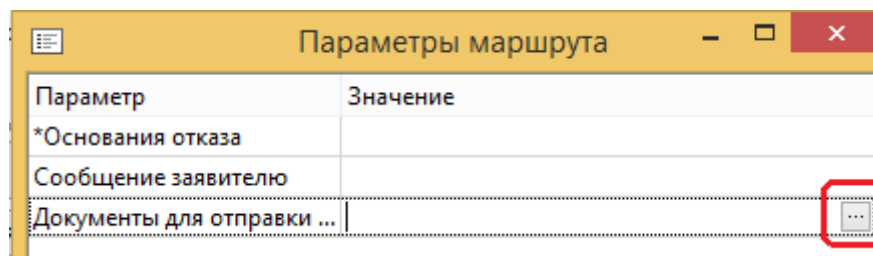 Параметры маршрута
Параметр Значение
*Основания отказа
Сообщение заявителю
Документы для отправки ...